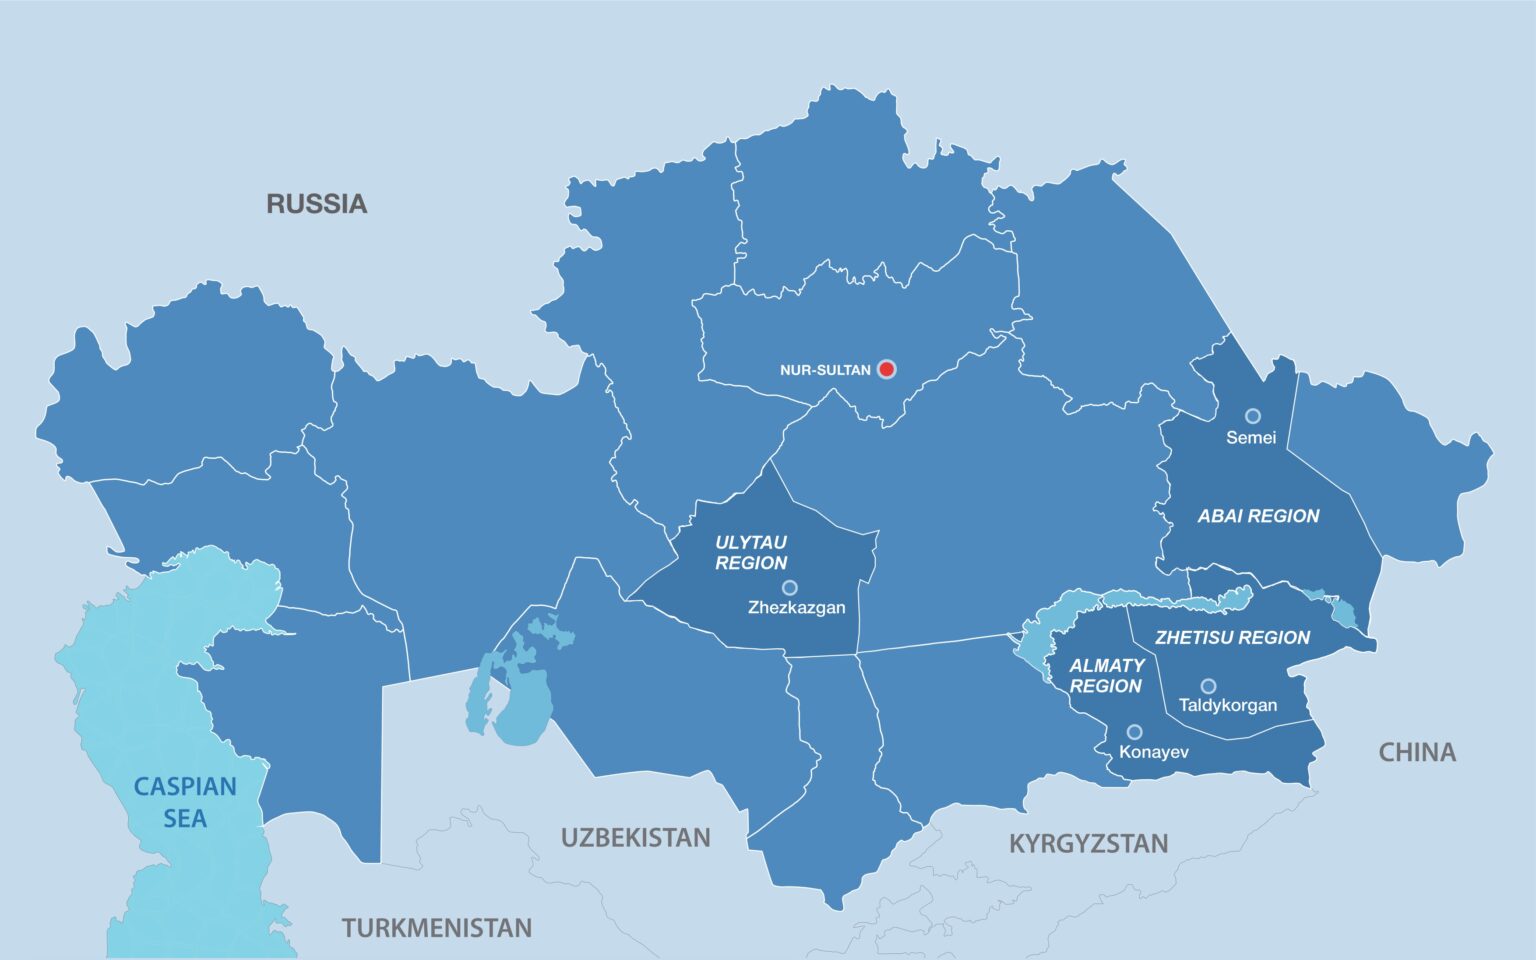 RUSSIA
NUR-SULTAN
Semei
ABAI REGION
ULYTAU
REGION
Zhezkazgan
ZHETISU REGION
ALMATY
REGION
Taldykorgan
Konayev
CHINA
CASPIAN
SEA
UZBEKISTAN
KYRGYZSTAN
TURKMENISTAN